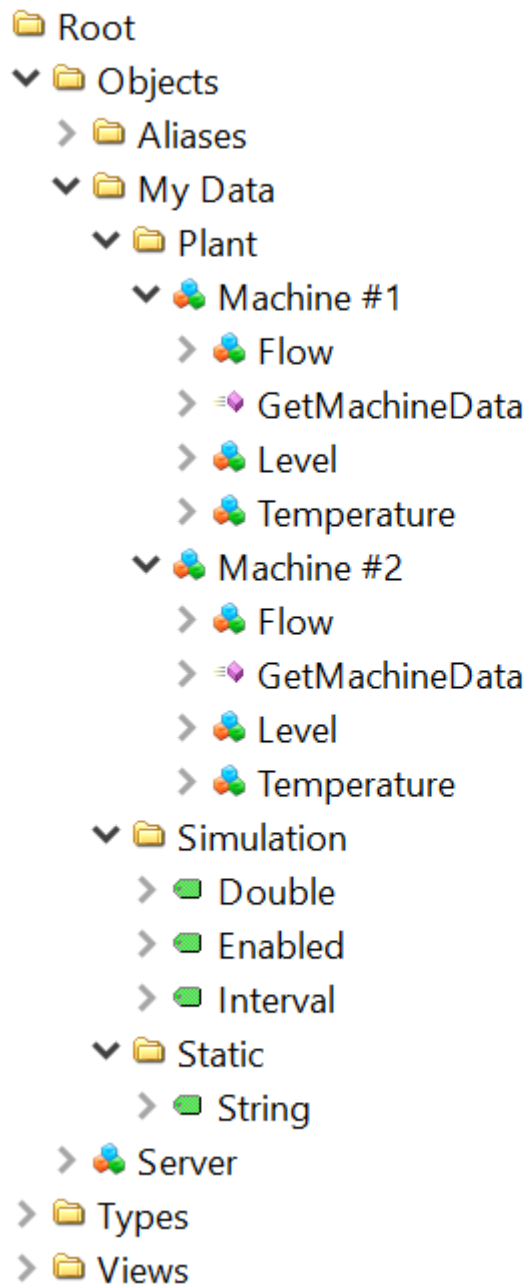 Root
Objects
Aliases
My Data
Plant
Machine #1
Flow
GetMachineData
Level
Temperature
Machine #2
Flow
GetMachineData
Level
Temperature
Simulation
Double
Enabled
Interval
Static
String
Server
Types
Views